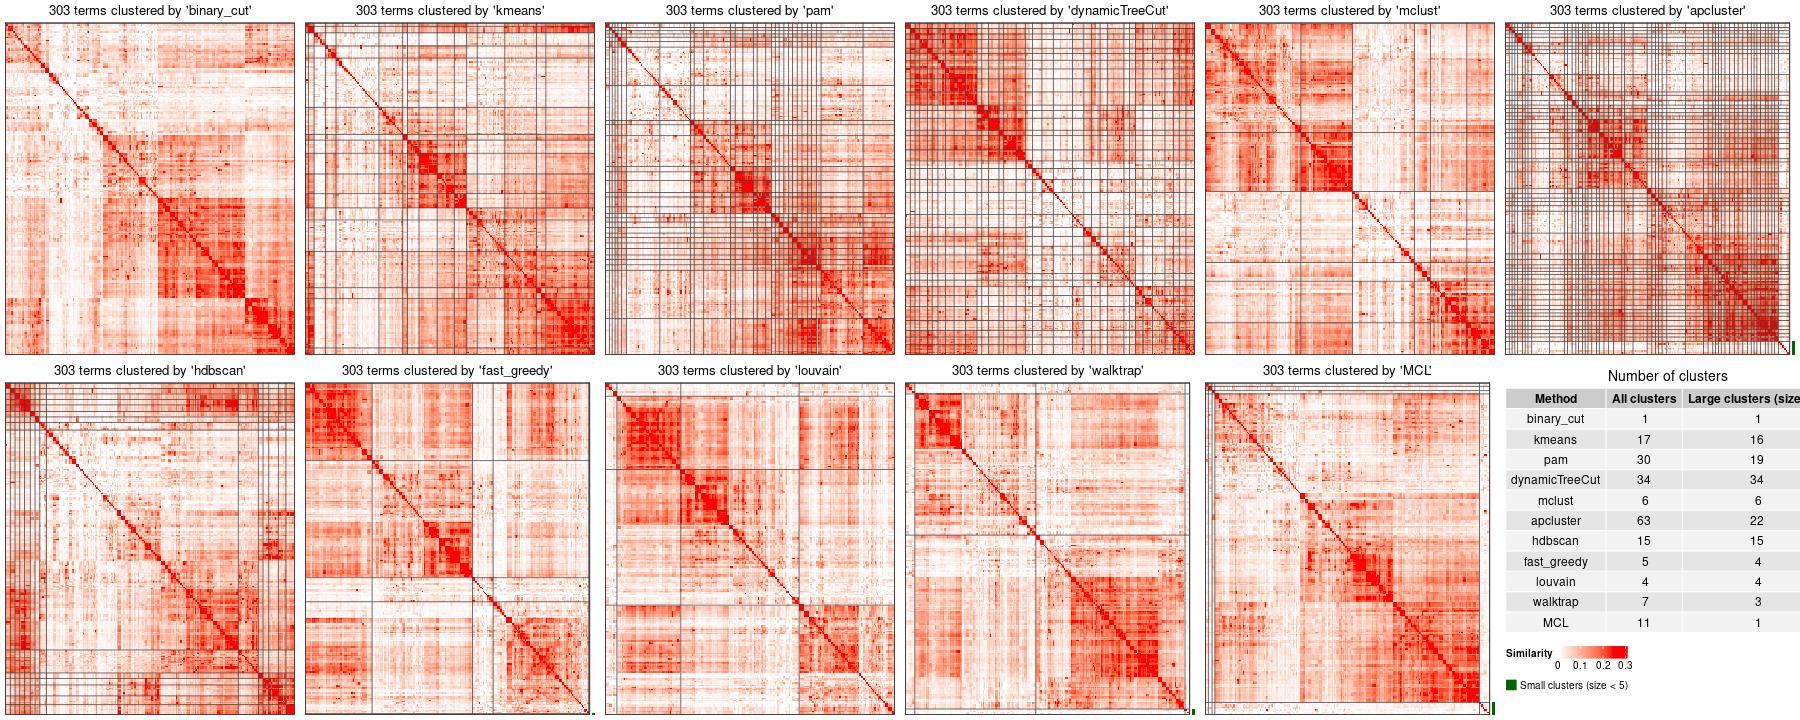 303 terms clustered by 'binary_cut'
303 terms clustered by 'kmeans'
303 terms clustered by 'pam'
303 terms clustered by 'dynamicTreeCut'
303 terms clustered by 'mclust'
303 terms clustered by 'apcluster'
303 terms clustered by 'hdbscan'
303 terms clustered by 'fast_greedy'
303 terms clustered by 'louvain'
303 terms clustered by 'walktrap'
303 terms clustered by 'MCL'
Number of clusters
Method All clusters Large clusters (size
binary_cut 1 1
kmeans 17 16
pam 30 19
dynamicTreeCut 34 34
mclust 6 6
apcluster 63 22
hdbscan 15 15
fast_greedy 5 4
louvain 4 4
walktrap 7 3
MCL 11 1
Similarity
0 0.1 0.2 0.3
Small clusters (size < 5)